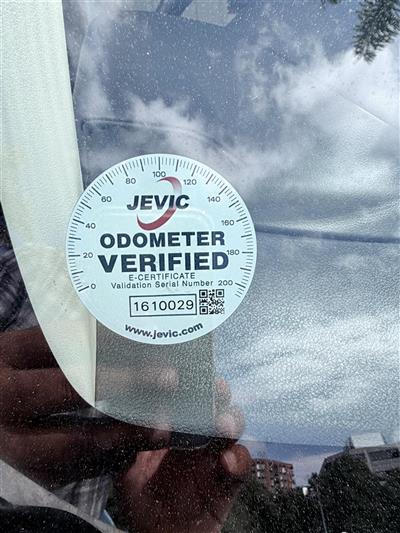 0 20 40 60 80 100 120 140 160 180 200
JEVIC
ODOMETER
VERIFIED
E-CERTIFICATE
Validation Serial Number
1610029
www.jevic.com